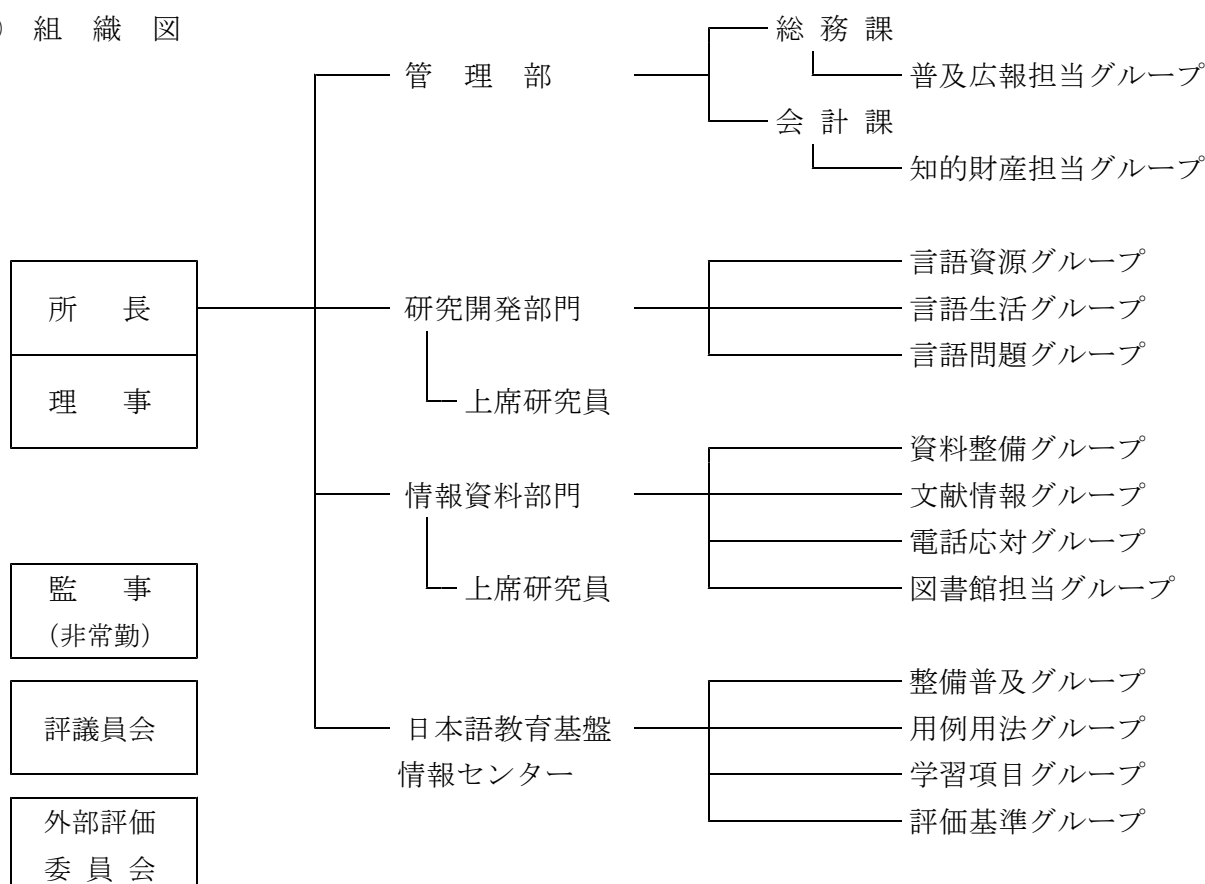 ) 組 織 図
総 務 課
管 理 部
普及広報担当グループ
会 計 課
知的財産担当グループ
言語資源グループ
所 長
研究開発部門
言語生活グループ
言語問題グループ
理 事
上席研究員
資料整備グループ
情報資料部門
文献情報グループ
電話応対グループ
監 事
上席研究員
図書館担当グループ
(非常勤)
整備普及グループ
評議員会
日本語教育基盤
用例用法グループ
情報センター
学習項目グループ
外部評価
評価基準グループ
委 員 会